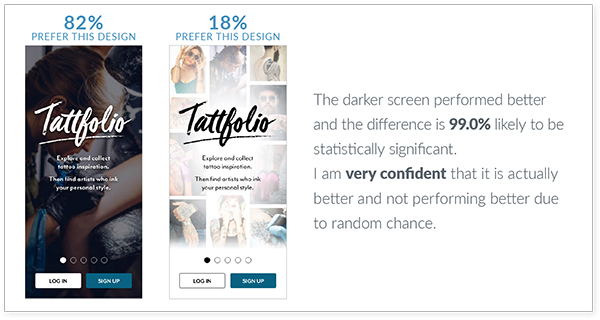 82%
PREFER THIS DESIGN
18%
PREFER THIS DESIGN
Tattfolio
Explore and collect
tattoo inspiration.
Then find artists who ink
your personal style.
LOG IN
SIGN UP
Tattfolio
Explore and collect
tattoo inspiration.
Then find artists who ink
your personal style.
LOG IN
SIGN UP
The darker screen performed better
and the difference is 99.0% likely to be
statistically significant.
I am very confident that it is actually
better and not performing better due
to random chance.